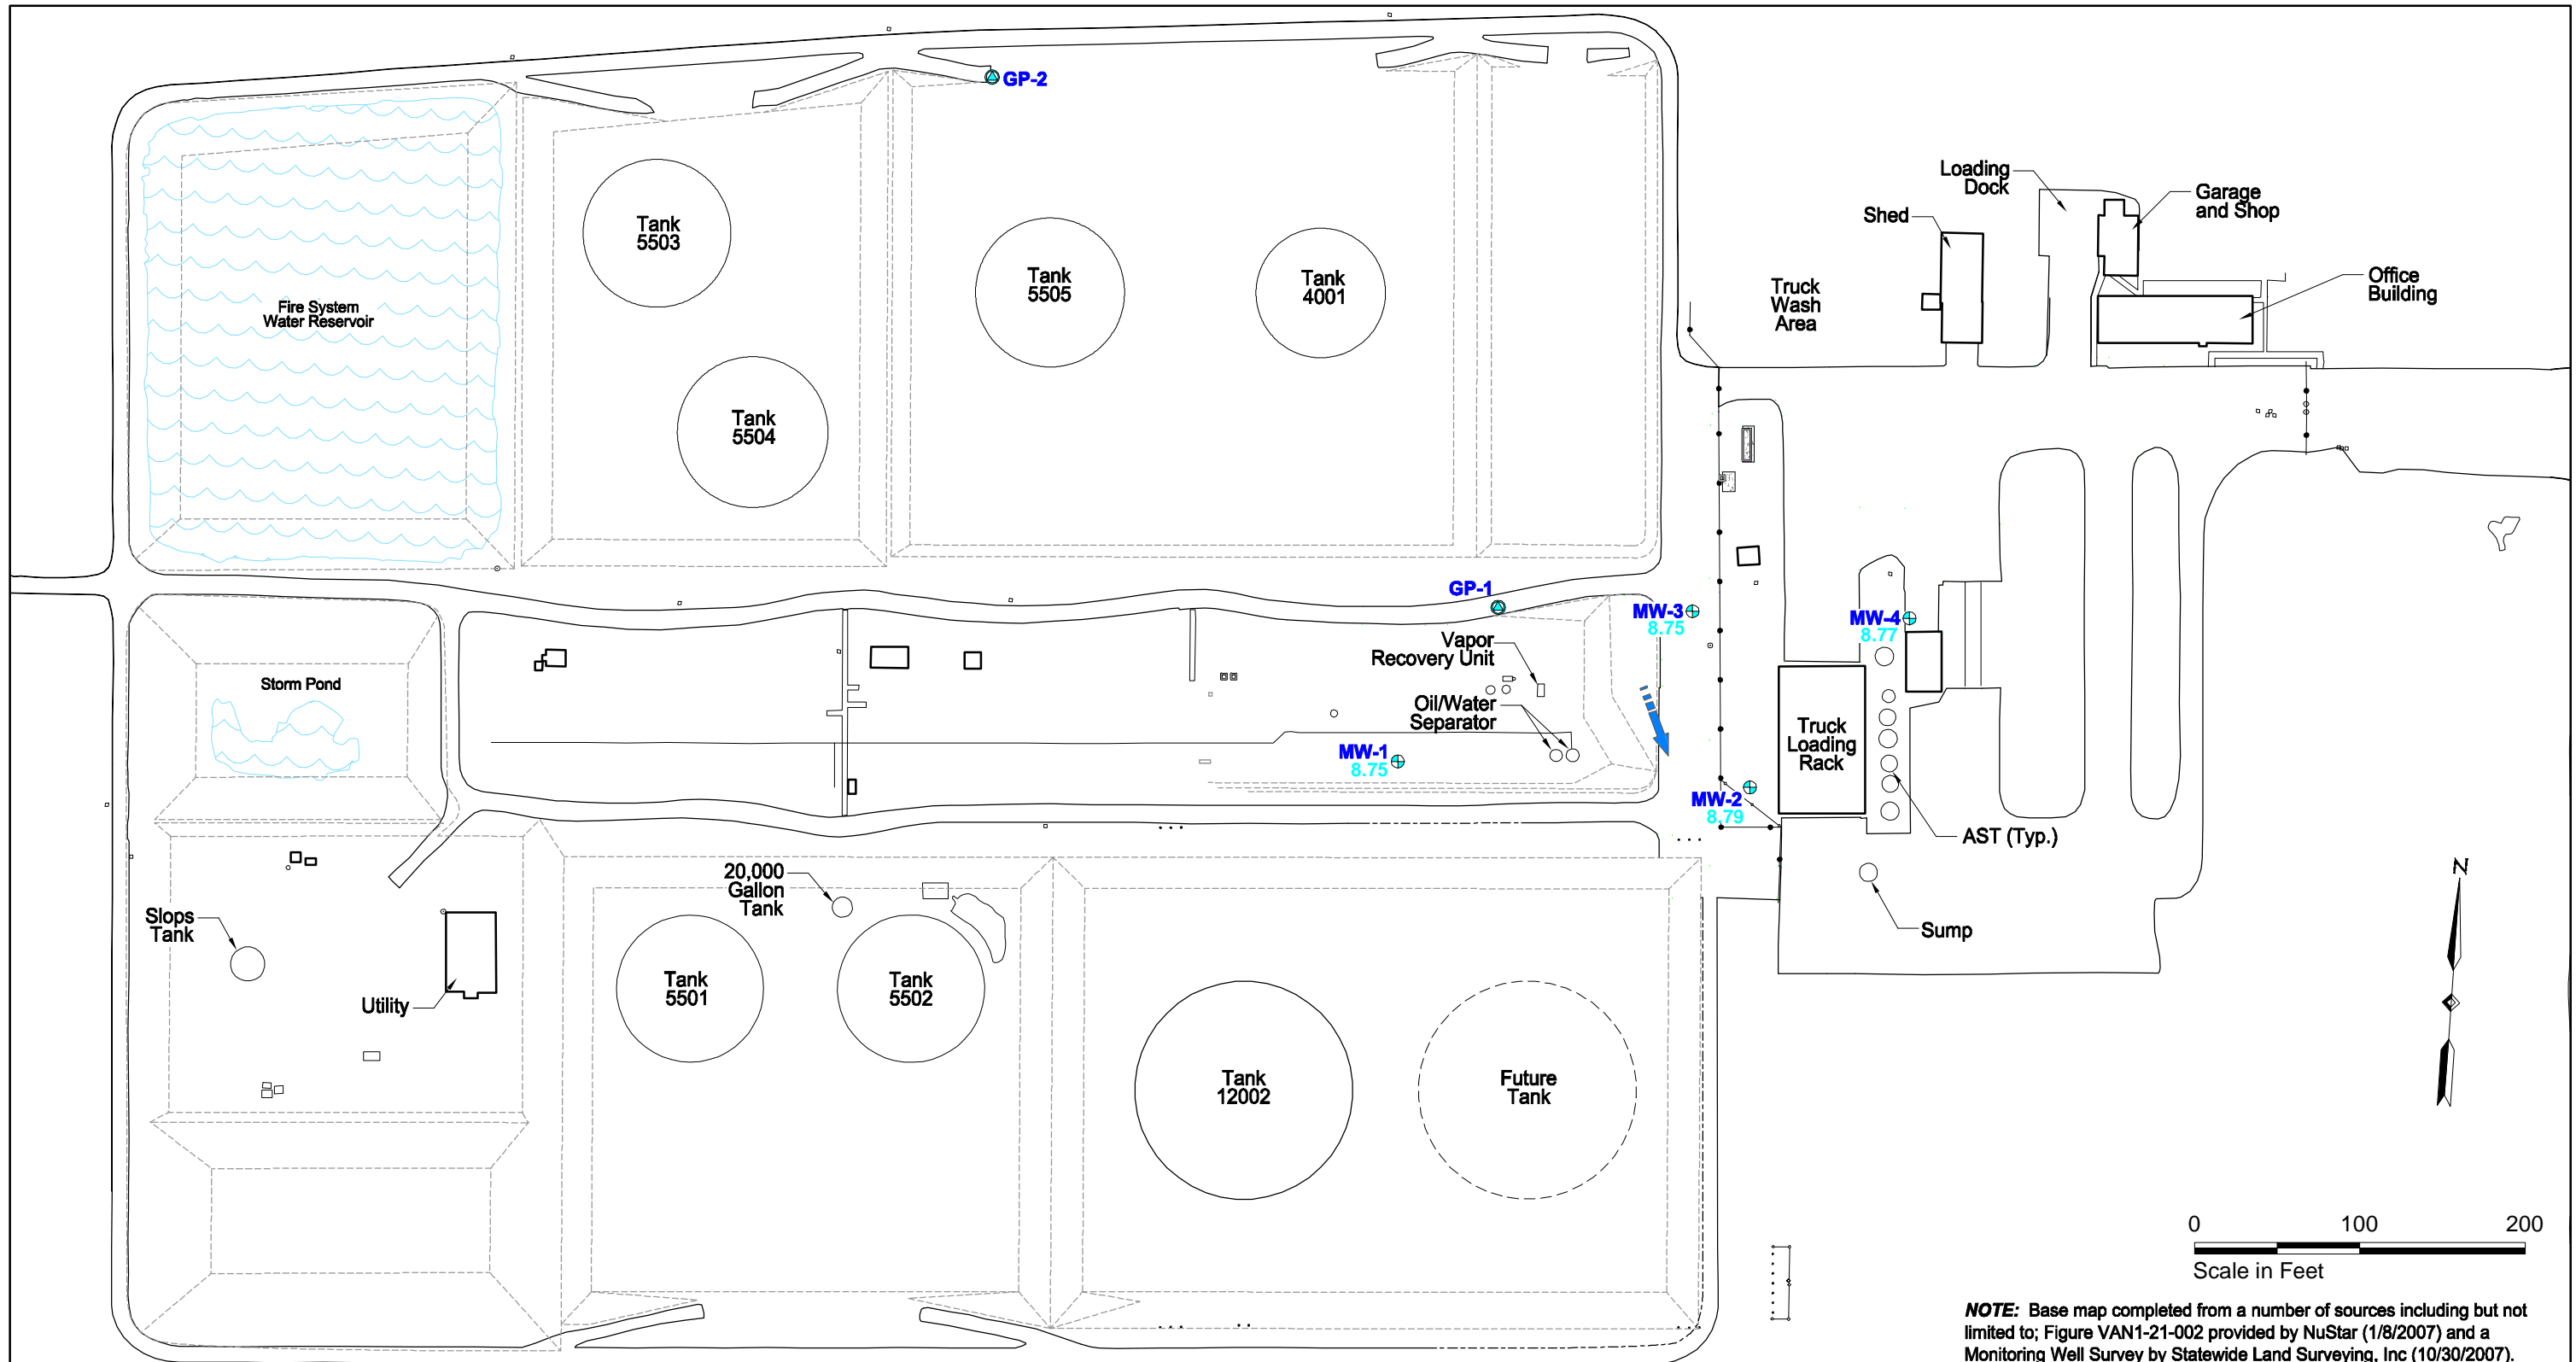 GP-2
Tank
5503
Fire System
Water Reservoir
Tank
5505
Tank
4001
Tank
5504
Loading
Dock
Garage
and Shop
Shed
Truck
Wash
Area
Office
Building
GP-1
MW-3
8.75
MW-4
8.77
Vapor
Recovery Unit
Oil/Water
Separator
Storm Pond
MW-1
8.75
Truck
Loading
Rack
MW-2
8.79
AST (Typ.)
20,000
Gallon
Tank
Slops
Tank
Utility
Tank
5501
Tank
5502
Sump
N
Tank
12002
Future
Tank
0 100 200
Scale in Feet
NOTE: Base map completed from a number of sources including but not
limited to; Figure VAN1-21-002 provided by NuStar (1/8/2007) and a
Monitoring Well Survey by Statewide Land Surveying, Inc (10/30/2007).